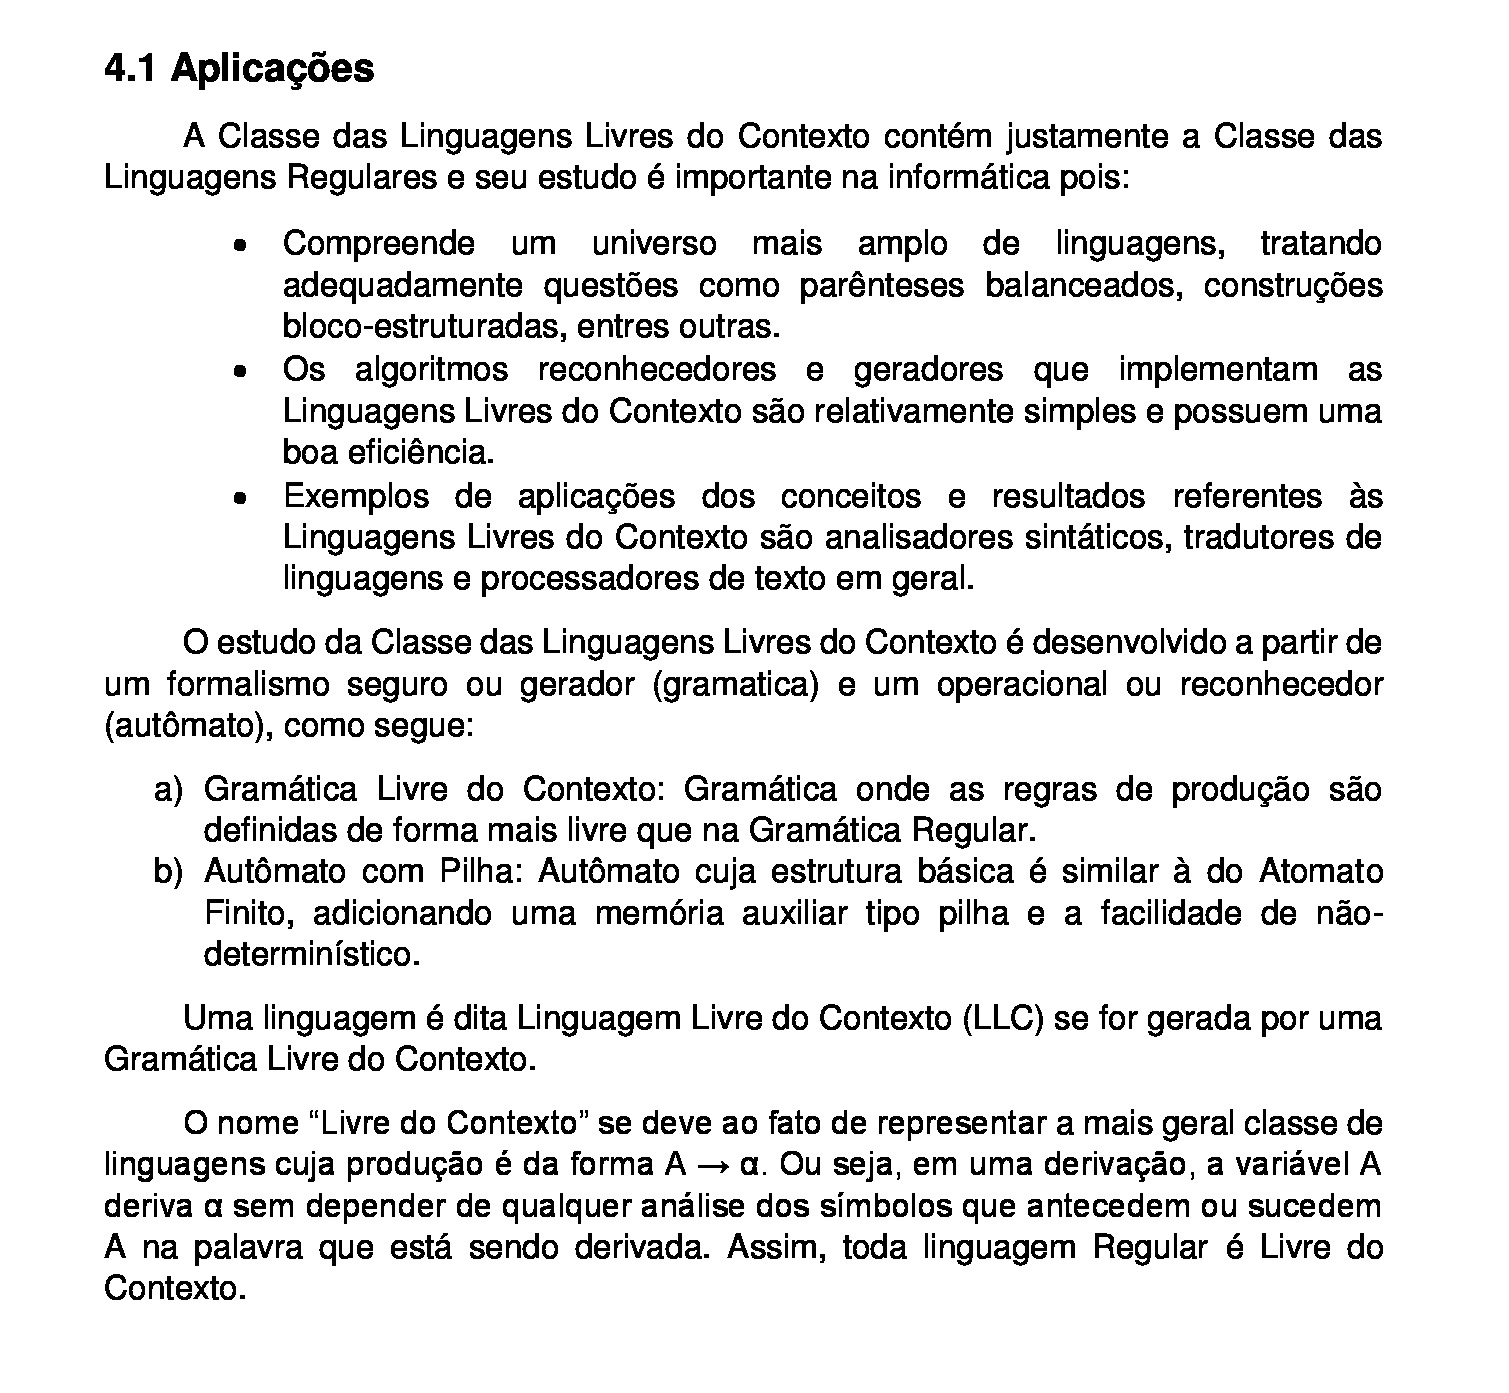 4.1 Aplicações
A Classe das Linguagens Livres do Contexto contém justamente a Classe das
Linguagens Regulares e seu estudo é importante na informática pois:
• Compreende um universo mais amplo de linguagens, tratando
adequadamente questões como parênteses balanceados, construções
bloco-estruturadas, entres outras.
• Os algoritmos reconhecedores e geradores que implementam as
Linguagens Livres do Contexto são relativamente simples e possuem uma
boa eficiência.
• Exemplos de aplicações dos conceitos e resultados referentes às
Linguagens Livres do Contexto são analisadores sintáticos, tradutores de
linguagens e processadores de texto em geral.
O estudo da Classe das Linguagens Livres do Contexto é desenvolvido a partir de
um formalismo seguro ou gerador (gramatica) e um operacional ou reconhecedor
(autômato), como segue:
a) Gramática Livre do Contexto: Gramática onde as regras de produção são
definidas de forma mais livre que na Gramática Regular.
b) Autômato com Pilha: Autômato cuja estrutura básica é similar à do Atomato
Finito, adicionando uma memória auxiliar tipo pilha e a facilidade de não-
determinístico.
Uma linguagem é dita Linguagem Livre do Contexto (LLC) se for gerada por uma
Gramática Livre do Contexto.
O nome “Livre do Contexto” se deve ao fato de representar a mais geral classe de
linguagens cuja produção é da forma A → α. Ou seja, em uma derivação, a variável A
deriva α sem depender de qualquer análise dos símbolos que antecedem ou sucedem
A na palavra que está sendo derivada. Assim, toda linguagem Regular é Livre do
Contexto.